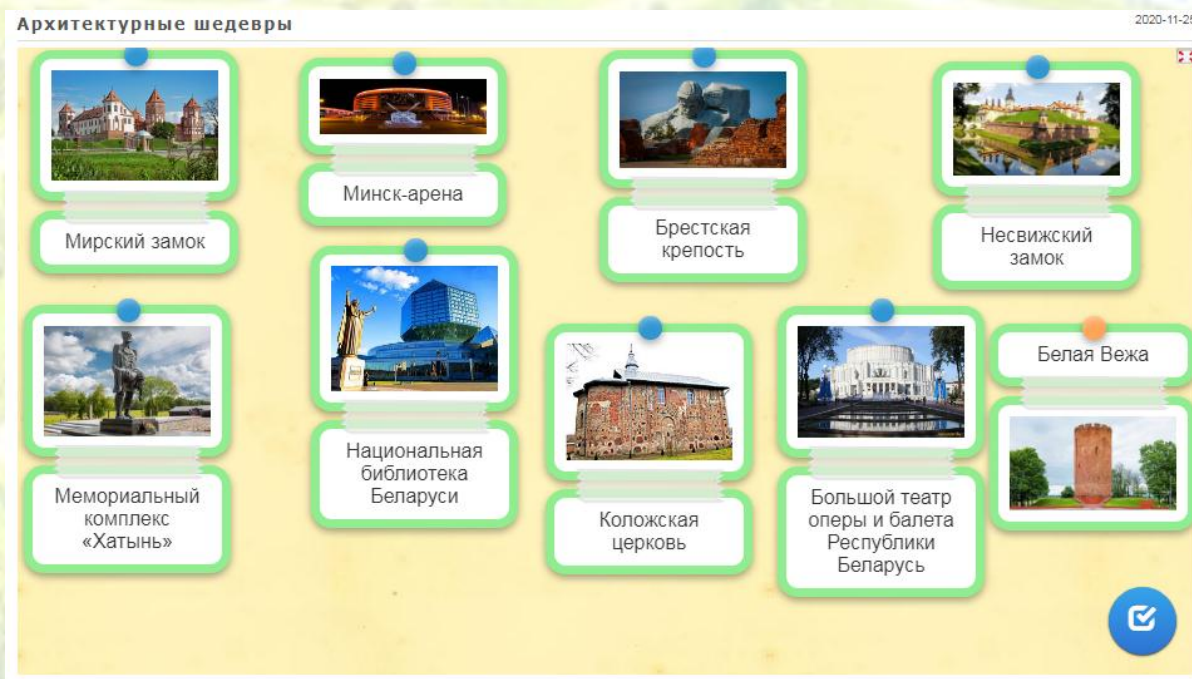 Архитектурные шедевры
2020-11-25
Мирский замок
Минск-арена
Брестская
крепость
Несвижский
замок
Мемориальный
комплекс
«Хатынь»
Национальная
библиотека
Беларуси
Коложская
церковь
Большой театр
оперы и балета
Республики
Беларусь
Белая Вежа